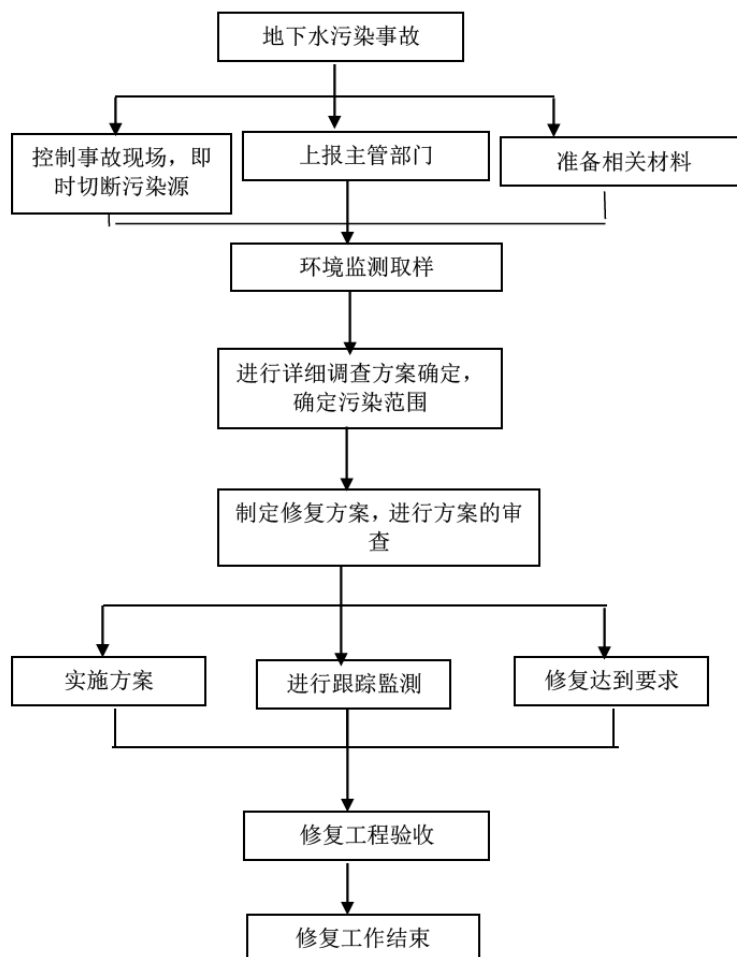 地下水污染事故
控制事故现场，即
时切断污染源
上报主管部门
准备相关材料
环境监测取样
进行详细调查方案确定，
确定污染范围
制定修复方案，进行方案的审
查
实施方案
进行跟踪監测
修复达到要求
修复工程验收
修复工作结束